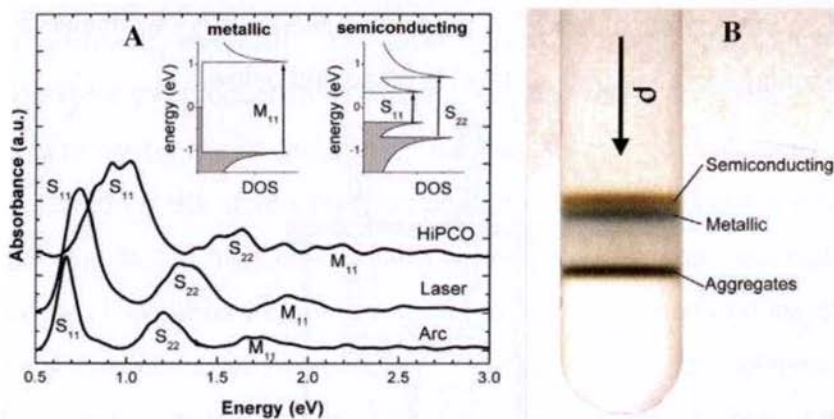 A
metallic
semiconducting
energy (eV)
1
0
-1
M11
DOS
energy (eV)
1
0
-1
S11
S22
DOS
Absorbance (a.u.)
S11
S11
S22
M11
HiPCO
S22
M11
Laser
S11
S22
M11
Arc
0.5
1.0
1.5
2.0
2.5
3.0
Energy (eV)
B
ρ
Semiconducting
Metallic
Aggregates